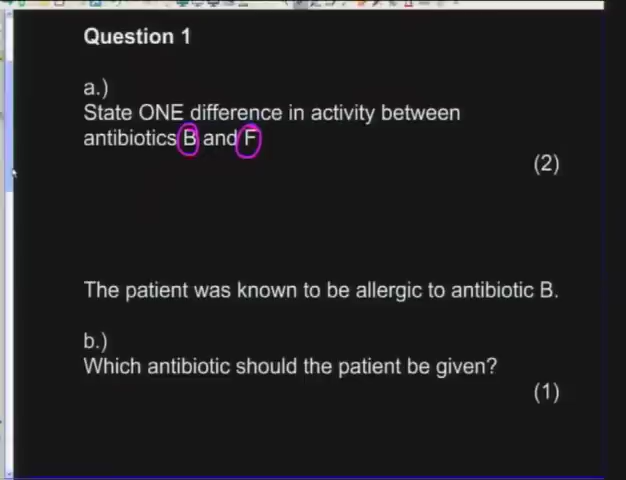 Question 1
a.)
State ONE difference in activity between
antibiotics B and F
(2)
The patient was known to be allergic to antibiotic B.
b.)
Which antibiotic should the patient be given?
(1)